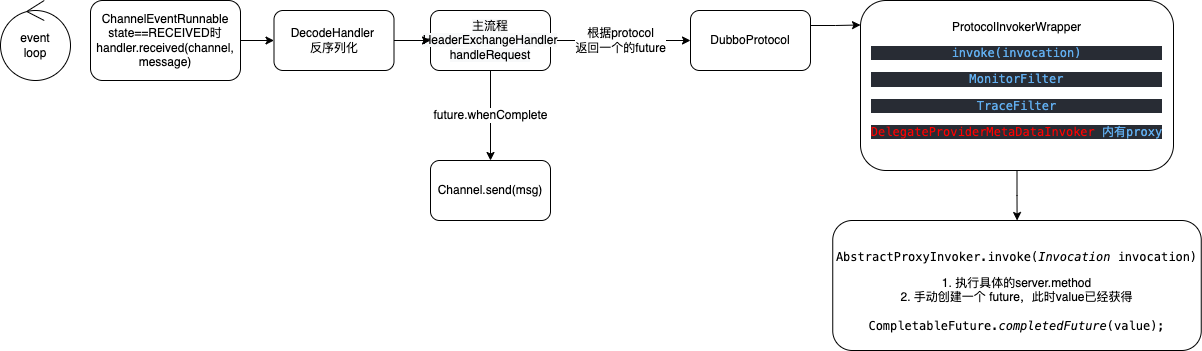 event
loop
ChannelEventRunnable
state==RECEIVED时
handler.received(channel,
message)
DecodeHandler
反序列化
主流程
HeaderExchangeHandler
handleRequest
根据protocol
返回一个的future
DubboProtocol
ProtocolInvokerWrapper
invoke(invocation)
MonitorFilter
TraceFilter
DelegateProviderMetaDataInvoker 内有proxy
future.whenComplete
Channel.send(msg)
AbstractProxyInvoker.invoke(Invocation invocation)
1. 执行具体的server.method
2. 手动创建一个 future，此时value已经获得
CompletableFuture.completedFuture(value);